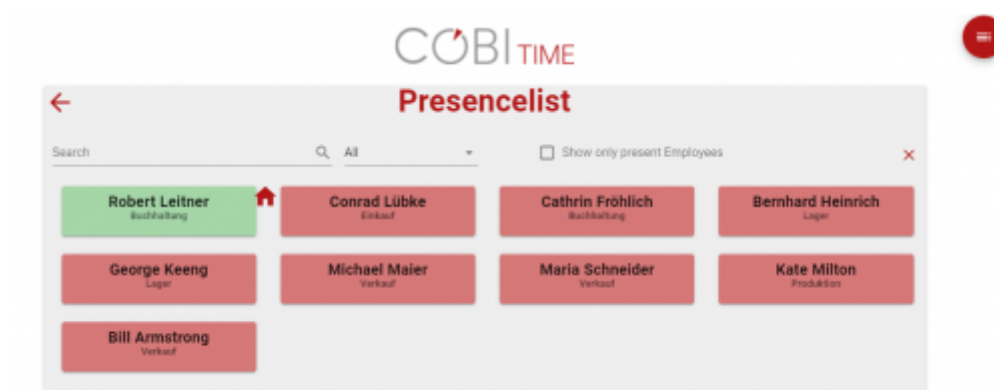 COBI TIME
Presencelist
Search All Show only present Employees
Robert Leitner Conrad Lübke Cathrin Fröhlich Bernhard Heinrich
Buchhaltung Einkauf Buchhaltung Lager
George Keeng Michael Maier Maria Schneider Kate Milton
Lager Verkauf Verkauf Produktion
Bill Armstrong
Verkauf